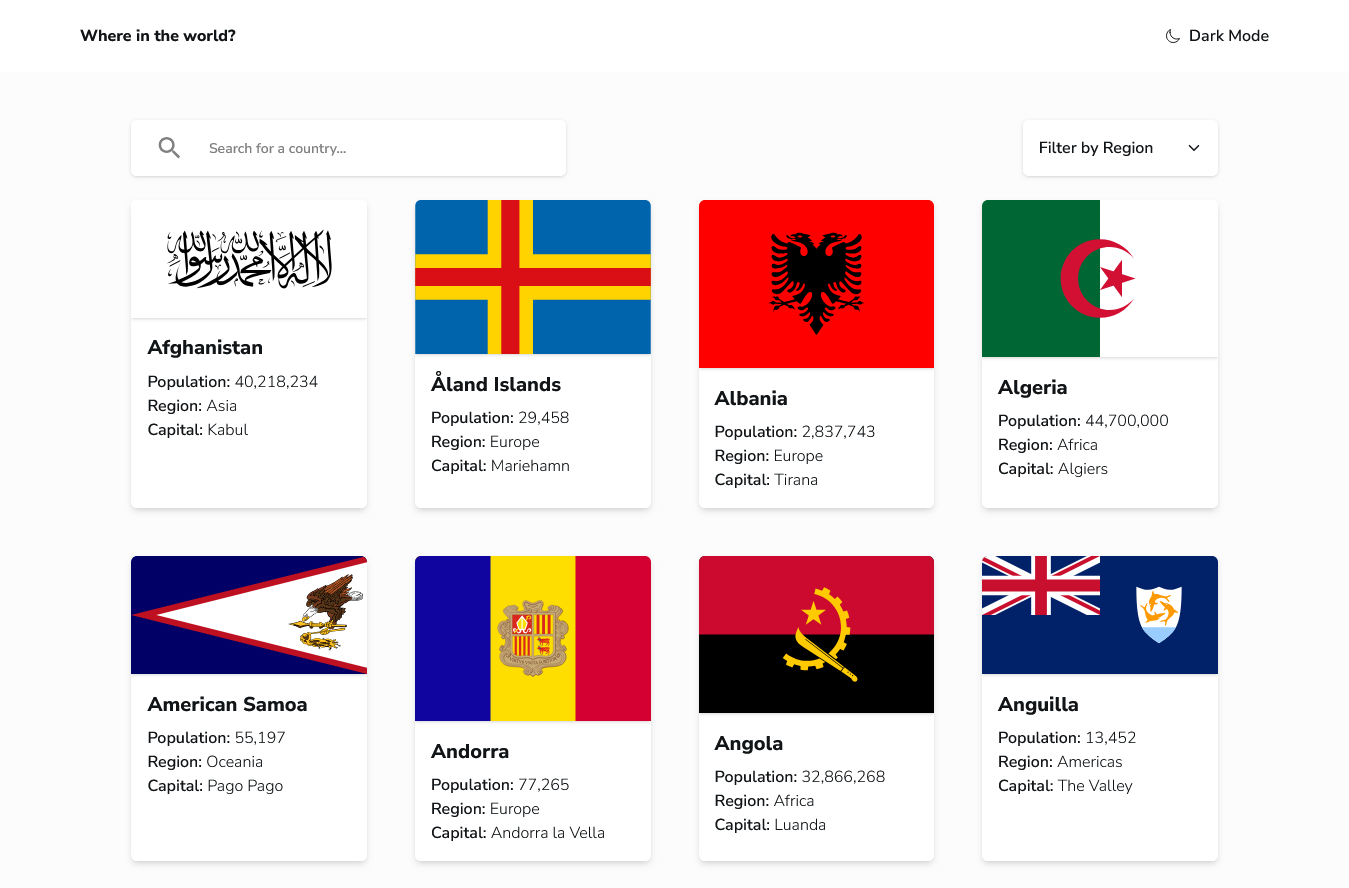 Where in the world?
Dark Mode
Search for a country...
Filter by Region
لا إله إلا الله محمد رسول الله
Afghanistan
Population: 40,218,234
Region: Asia
Capital: Kabul
Åland Islands
Population: 29,458
Region: Europe
Capital: Mariehamn
Albania
Population: 2,837,743
Region: Europe
Capital: Tirana
Algeria
Population: 44,700,000
Region: Africa
Capital: Algiers
American Samoa
Population: 55,197
Region: Oceania
Capital: Pago Pago
Andorra
Population: 77,265
Region: Europe
Capital: Andorra la Vella
Angola
Population: 32,866,268
Region: Africa
Capital: Luanda
Anguilla
Population: 13,452
Region: Americas
Capital: The Valley